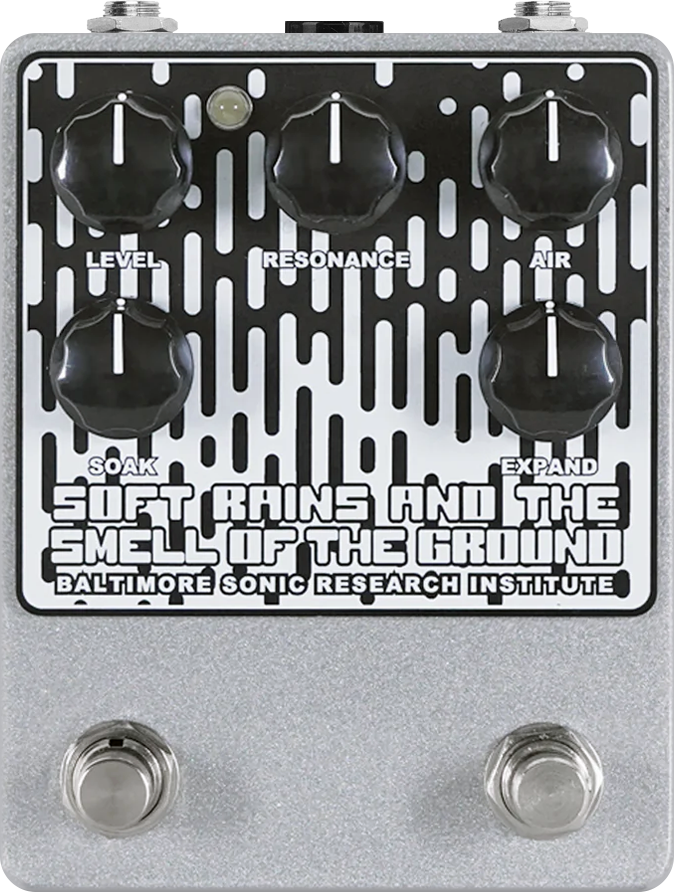 LEVEL RESONANCE AIR
SOAK EXPAND
SOFT RAINS AND THE
SMELL OF THE GROUND
BALTIMORE SONIC RESEARCH INSTITUTE